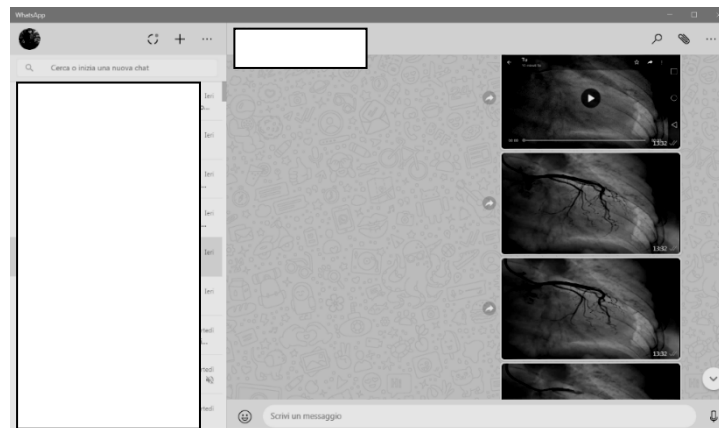 WhatsApp
Cerca o inizia una nuova chat
Ieri
Ieri
Ieri
Ieri
Ieri
Ieri
Tu
13:32
13:32
13:32
Scrivi un messaggio